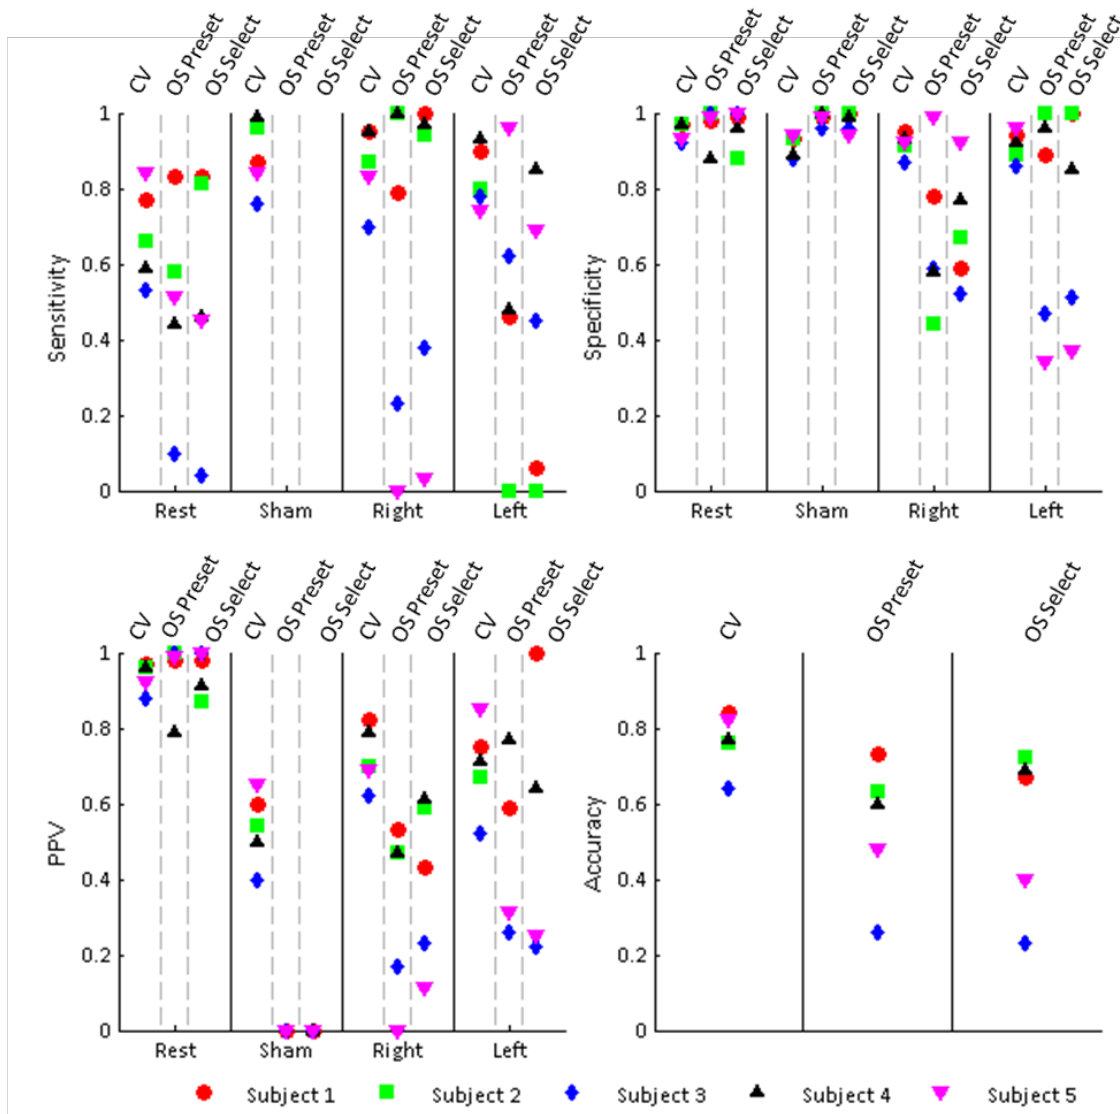 CV OS Preset OS Select CV OS Preset OS Select CV OS Preset OS Select CV OS Preset OS Select
Sensitivity
1
0.8
0.6
0.4
0.2
0
Rest Sham Right Left
CV OS Preset OS Select CV OS Preset OS Select CV OS Preset OS Select CV OS Preset OS Select
Specificity
1
0.8
0.6
0.4
0.2
0
Rest Sham Right Left
CV OS Preset OS Select CV OS Preset OS Select CV OS Preset OS Select CV OS Preset OS Select
PPV
1
0.8
0.6
0.4
0.2
0
Rest Sham Right Left
CV OS Preset OS Select
Accuracy
1
0.8
0.6
0.4
0.2
0
Subject 1 Subject 2 Subject 3 Subject 4 Subject 5